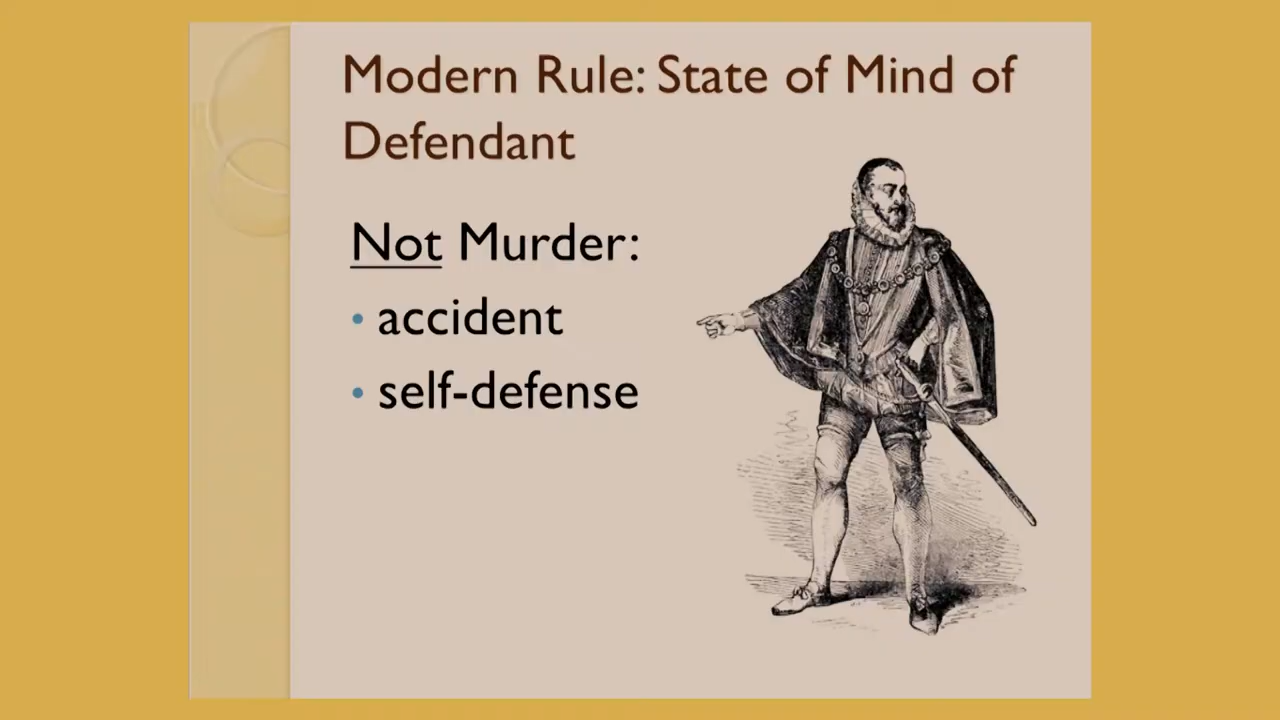 Modern Rule: State of Mind of
Defendant
Not Murder:
• accident
• self-defense